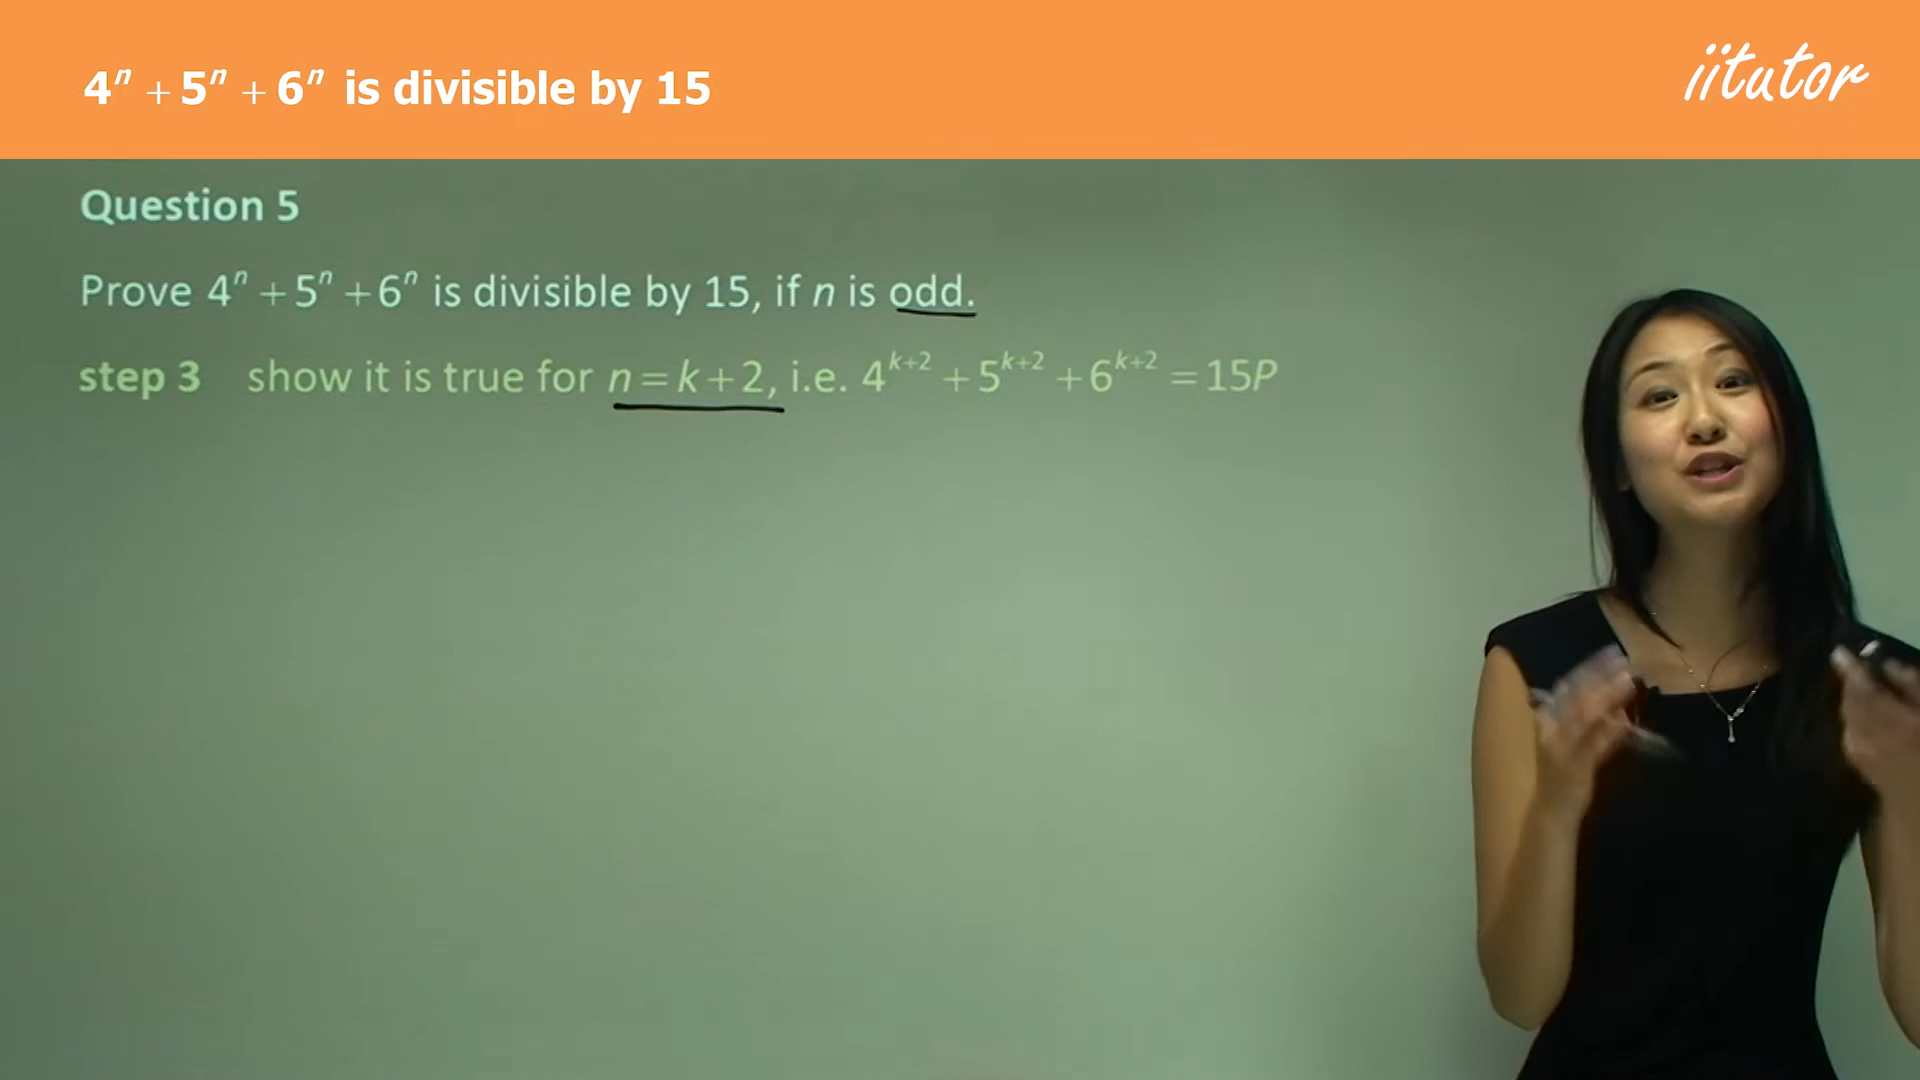 4ⁿ + 5ⁿ + 6ⁿ is divisible by 15
iitutor
Question 5
Prove 4ⁿ + 5ⁿ + 6ⁿ is divisible by 15, if n is odd.
step 3 show it is true for n = k + 2, i.e. 4ᵏ⁺² + 5ᵏ⁺² + 6ᵏ⁺² = 15P